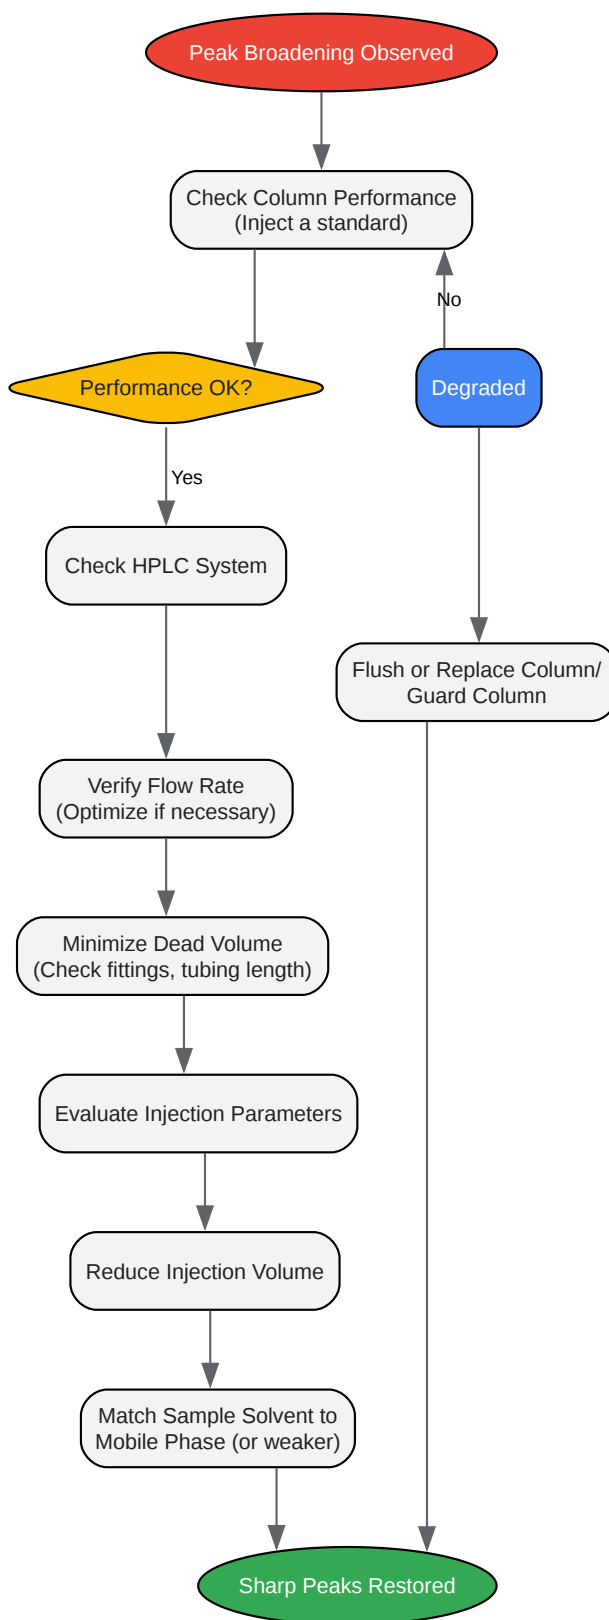 Peak Broadening Observed
Check Column Performance
(Inject a standard)
No
Performance OK?
Degraded
Yes
Check HPLC System
Flush or Replace Column/
Guard Column
Verify Flow Rate
(Optimize if necessary)
Minimize Dead Volume
(Check fittings, tubing length)
Evaluate Injection Parameters
Reduce Injection Volume
Match Sample Solvent to
Mobile Phase (or weaker)
Sharp Peaks Restored